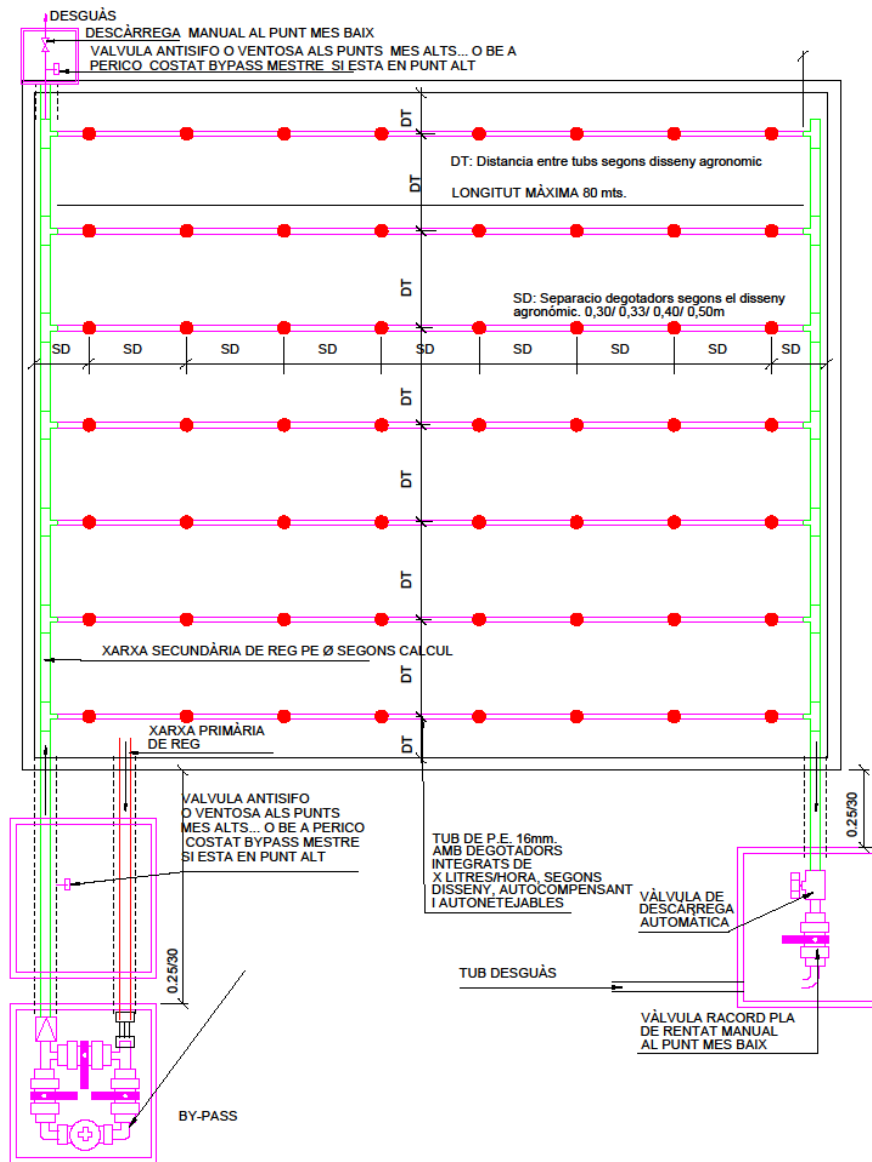 DESGUÀS
DESCÀRREGA MANUAL AL PUNT MES BAIX
VALVULA ANTISIFO O VENTOSA ALS PUNTS MES ALTS... O BE A
PERICO COSTAT BYPASS MESTRE SI ESTA EN PUNT ALT
DT
DT: Distancia entre tubs segons disseny agronomic
DT
LONGITUT MÀXIMA 80 mts.
DT
SD: Separacio degotadors segons el disseny
agronómic. 0,30/ 0,33/ 0,40/ 0,50m
SD SD SD SD SD SD SD SD SD
DT
DT
DT
XARXA SECUNDÀRIA DE REG PE Ø SEGONS CALCUL
DT
XARXA PRIMÀRIA
DE REG
DT
VALVULA ANTISIFO
O VENTOSA ALS PUNTS
MES ALTS... O BE A PERICO
COSTAT BYPASS MESTRE
SI ESTA EN PUNT ALT
0.25/30
TUB DE P.E. 16mm.
AMB DEGOTADORS
INTEGRATS DE
X LITRES/HORA, SEGONS
DISSENY, AUTOCOMPENSANT
I AUTONETEJABLES
VÀLVULA DE
DESCÀRREGA
AUTOMÀTICA
0.25/30
TUB DESGUÀS
VÀLVULA RACORD PLA
DE RENTAT MANUAL
AL PUNT MES BAIX
BY-PASS